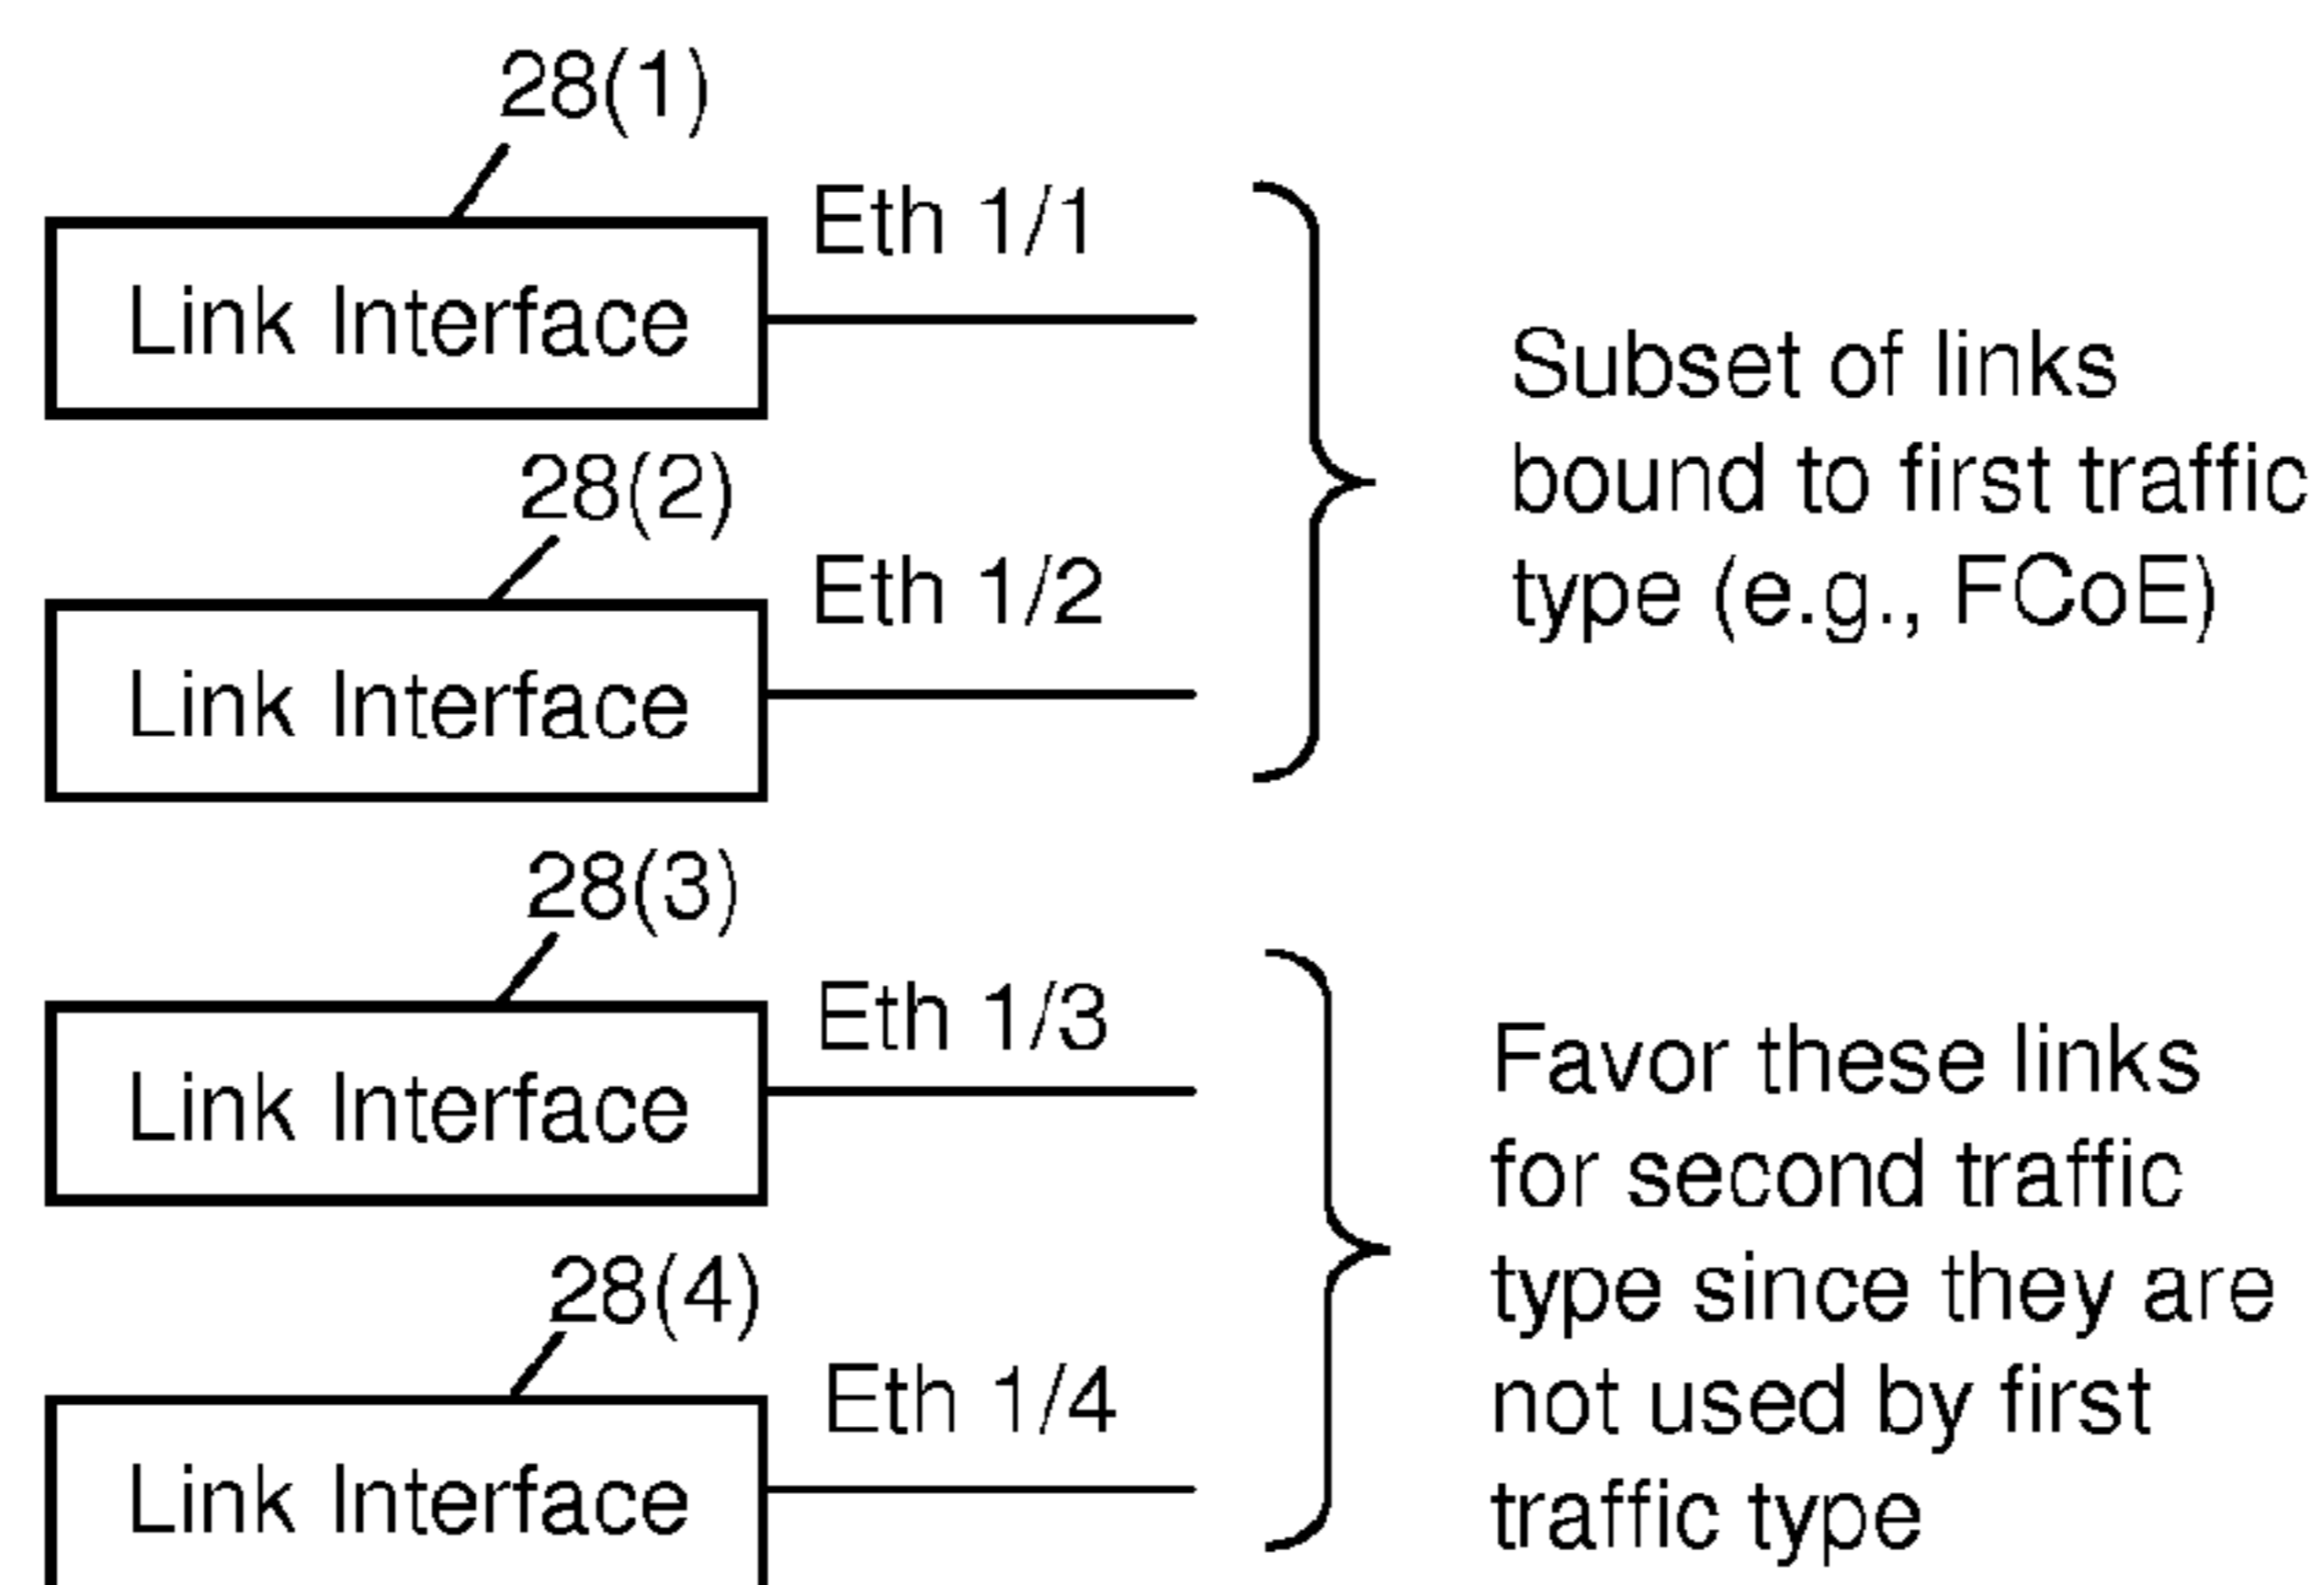 28(1)
Link Interface
Eth 1/1
28(2)
Link Interface
Eth 1/2
Subset of links
bound to first traffic
type (e.g., FCoE)
28(3)
Link Interface
Eth 1/3
28(4)
Link Interface
Eth 1/4
Favor these links
for second traffic
type since they are
not used by first
traffic type